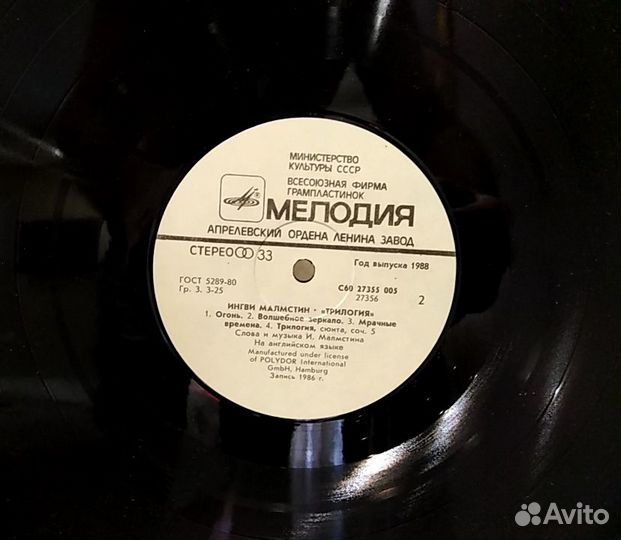 МИНИСТЕРСТВО
КУЛЬТУРЫ СССР
ВСЕСОЮЗНАЯ ФИРМА
ГРАМПЛАСТИНОК
МЕЛОДИЯ
АПРЕЛЕВСКИЙ ОРДЕНА ЛЕНИНА ЗАВОД
СТЕРЕО 33
Год выпуска 1988
ГОСТ 5289-80
Гр. 3. 3-25
С60 27355 005
27356
2
ИНГВИ МАЛМСТИН · «ТРИЛОГИЯ»
1. Огонь. 2. Волшебное зеркало. 3. Мрачные
времена. 4. Трилогия, сюита, соч. 5
Слова и музыка И. Малмстина
На английском языке
Manufactured under license
of POLYDOR International
GmbH, Hamburg
Запись 1986 г.
Avito